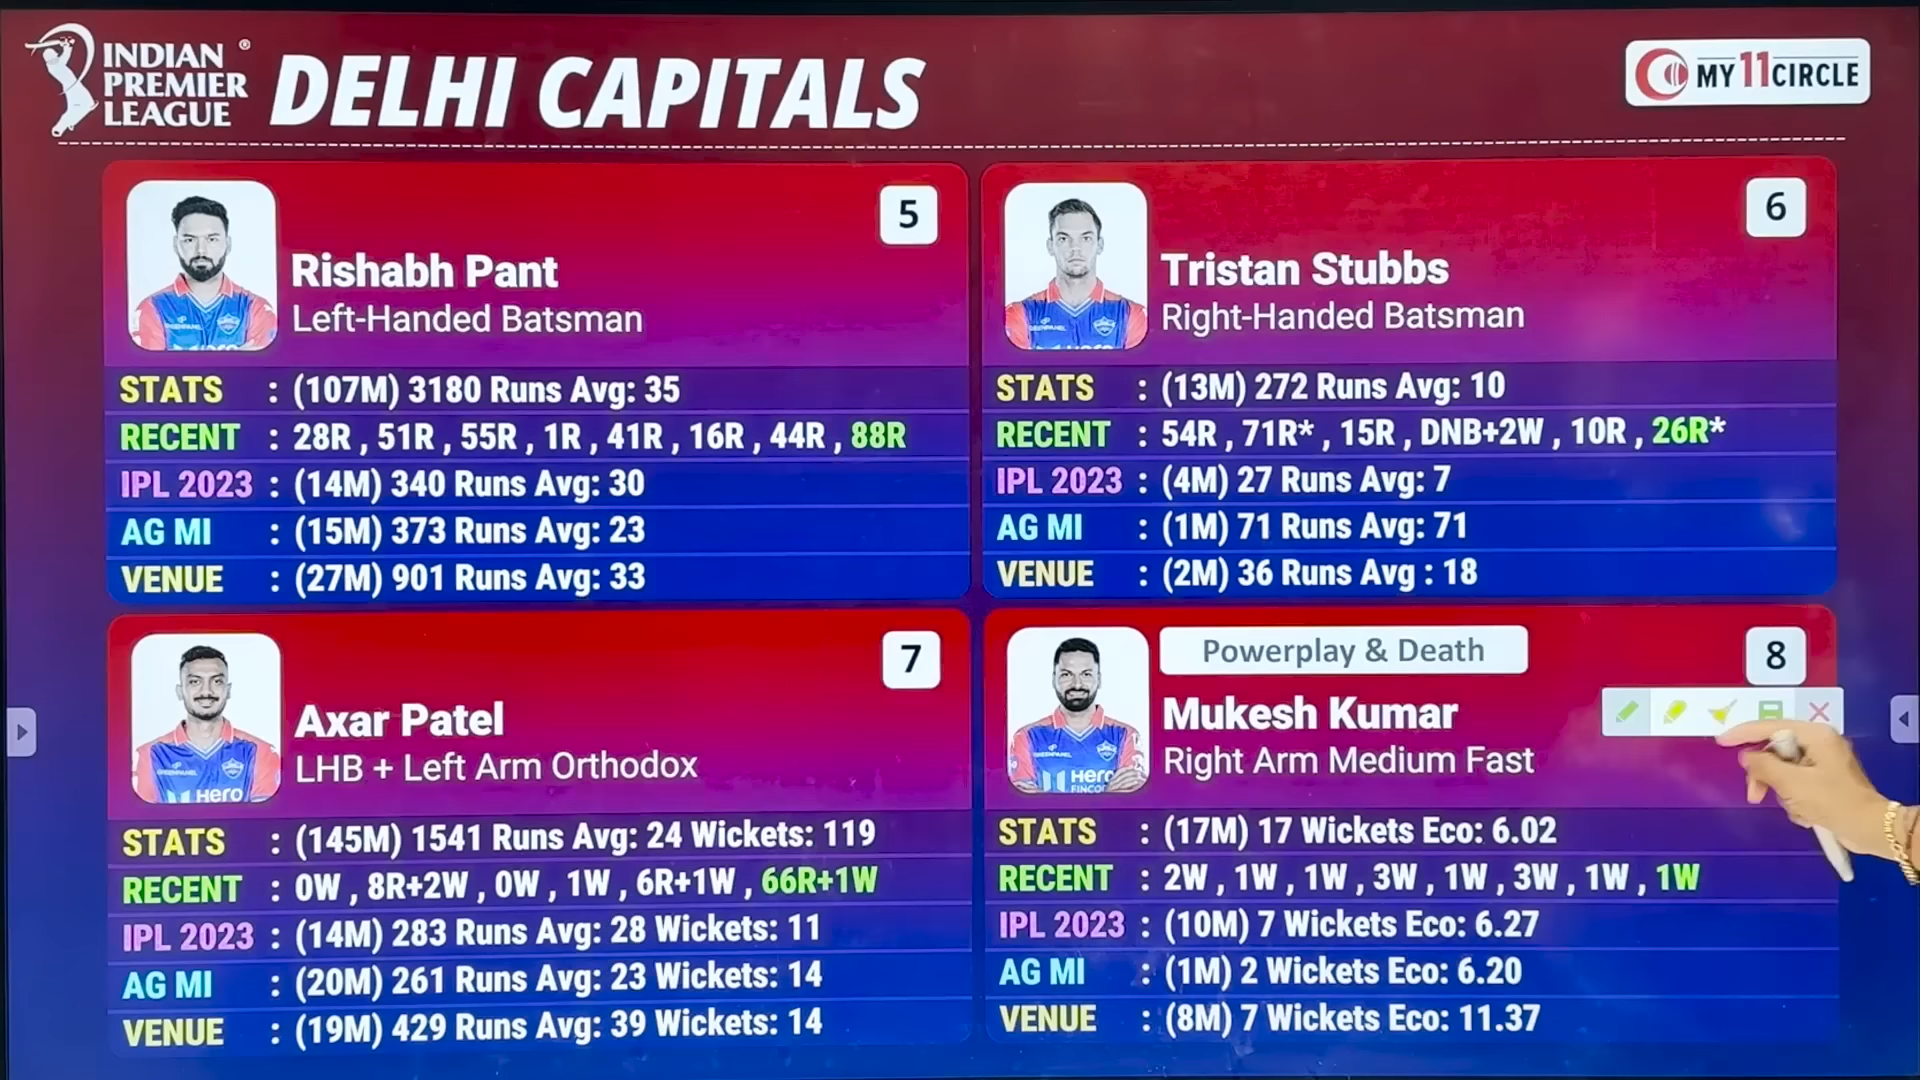 INDIAN
PREMIER
LEAGUE
DELHI CAPITALS
MY11CIRCLE
5
Rishabh Pant
Left-Handed Batsman
STATS : (107M) 3180 Runs Avg: 35
RECENT : 28R , 51R , 55R , 1R , 41R , 16R , 44R , 88R
IPL 2023 : (14M) 340 Runs Avg: 30
AG MI : (15M) 373 Runs Avg: 23
VENUE : (27M) 901 Runs Avg: 33
6
Tristan Stubbs
Right-Handed Batsman
STATS : (13M) 272 Runs Avg: 10
RECENT : 54R , 71R* , 15R , DNB+2W , 10R , 26R*
IPL 2023 : (4M) 27 Runs Avg: 7
AG MI : (1M) 71 Runs Avg: 71
VENUE : (2M) 36 Runs Avg : 18
7
Axar Patel
LHB + Left Arm Orthodox
Hero
STATS : (145M) 1541 Runs Avg: 24 Wickets: 119
RECENT : 0W , 8R+2W , 0W , 1W , 6R+1W , 66R+1W
IPL 2023 : (14M) 283 Runs Avg: 28 Wickets: 11
AG MI : (20M) 261 Runs Avg: 23 Wickets: 14
VENUE : (19M) 429 Runs Avg: 39 Wickets: 14
Powerplay & Death
8
Mukesh Kumar
Right Arm Medium Fast
Hero
FINCOR
STATS : (17M) 17 Wickets Eco: 6.02
RECENT : 2W , 1W , 1W , 3W , 1W , 3W , 1W , 1W
IPL 2023 : (10M) 7 Wickets Eco: 6.27
AG MI : (1M) 2 Wickets Eco: 6.20
VENUE : (8M) 7 Wickets Eco: 11.37